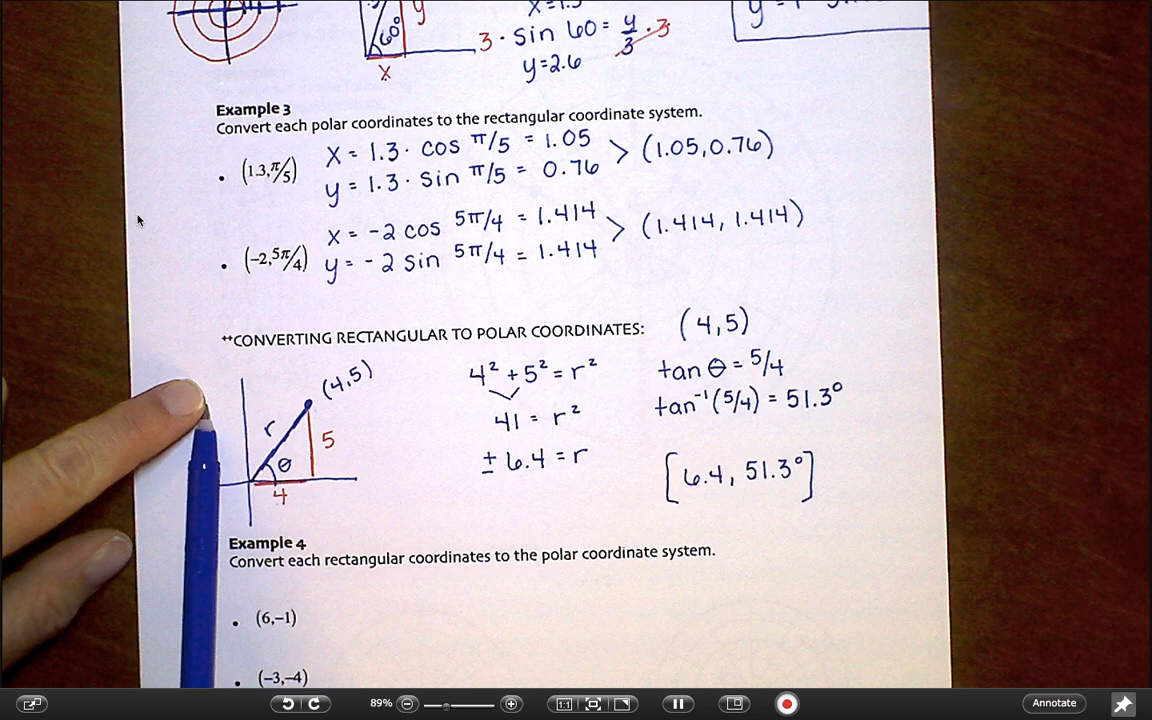 60° y
x
3 · sin 60 = y/3 · 3
y = 2.6
Example 3
Convert each polar coordinates to the rectangular coordinate system.
(1.3, π/5) x = 1.3 · cos π/5 = 1.05 > (1.05, 0.76)
y = 1.3 · sin π/5 = 0.76
x = -2 cos 5π/4 = 1.414 > (1.414, 1.414)
(-2, 5π/4) y = -2 sin 5π/4 = 1.414
**CONVERTING RECTANGULAR TO POLAR COORDINATES: (4,5)
(4,5) 4² + 5² = r² tan θ = 5/4
r 5 41 = r² tan⁻¹(5/4) = 51.3°
θ ± 6.4 = r [6.4, 51.3°]
4
Example 4
Convert each rectangular coordinates to the polar coordinate system.
• (6,-1)
• (-3,-4)
89% 1:1 Annotate